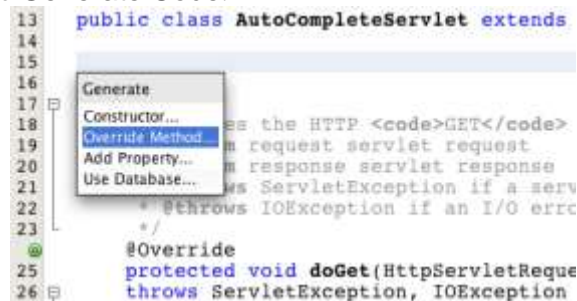 13 public class AutoCompleteServlet extends
14
15
16
Generate
17
Constructor...
18 es the HTTP <code>GET</code>
Override Method...
19 request servlet request
Add Property...
20 response servlet response
Use Database...
21 ws ServletException if a serv
22 * @throws IOException if an I/O erro
23 */
@Override
25 protected void doGet(HttpServletReque
26 throws ServletException, IOException